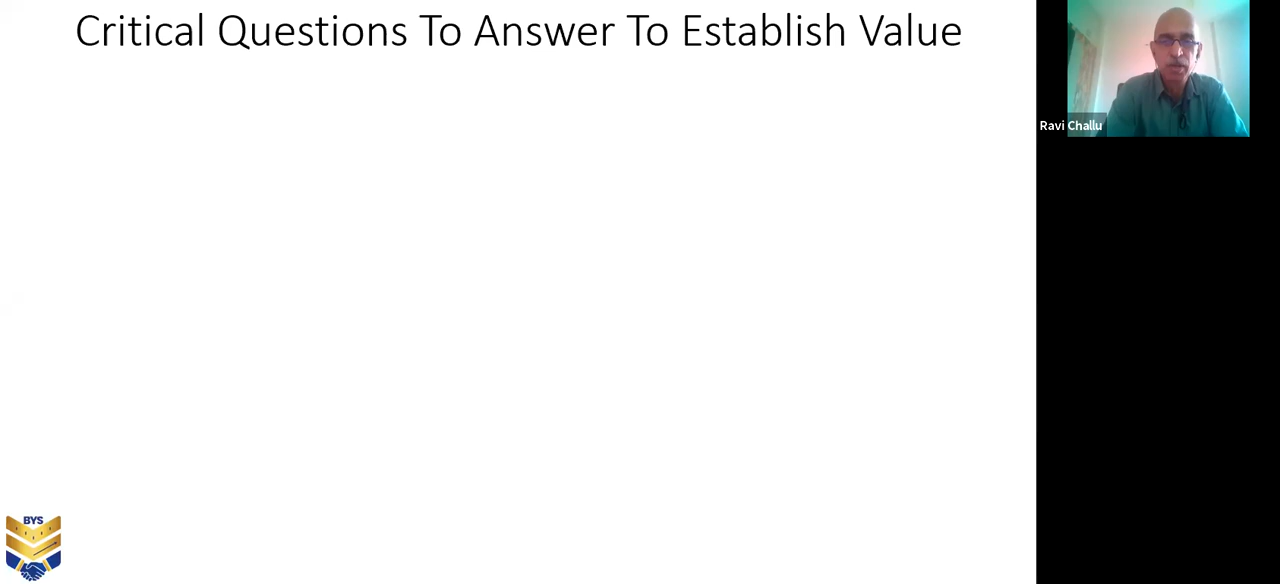 Critical Questions To Answer To Establish Value
Ravi Challu
BYS